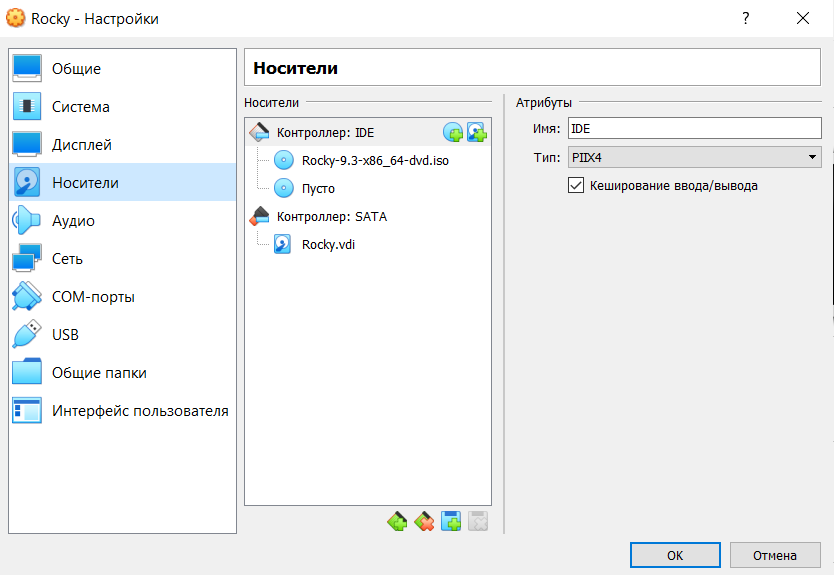 Rocky - Настройки
?
Общие
Система
Дисплей
Носители
Аудио
Сеть
COM-порты
USB
Общие папки
Интерфейс пользователя
Носители
Носители
Контроллер: IDE
Rocky-9.3-x86_64-dvd.iso
Пусто
Контроллер: SATA
Rocky.vdi
Атрибуты
Имя: IDE
Тип: PIIX4
Кеширование ввода/вывода
OK
Отмена